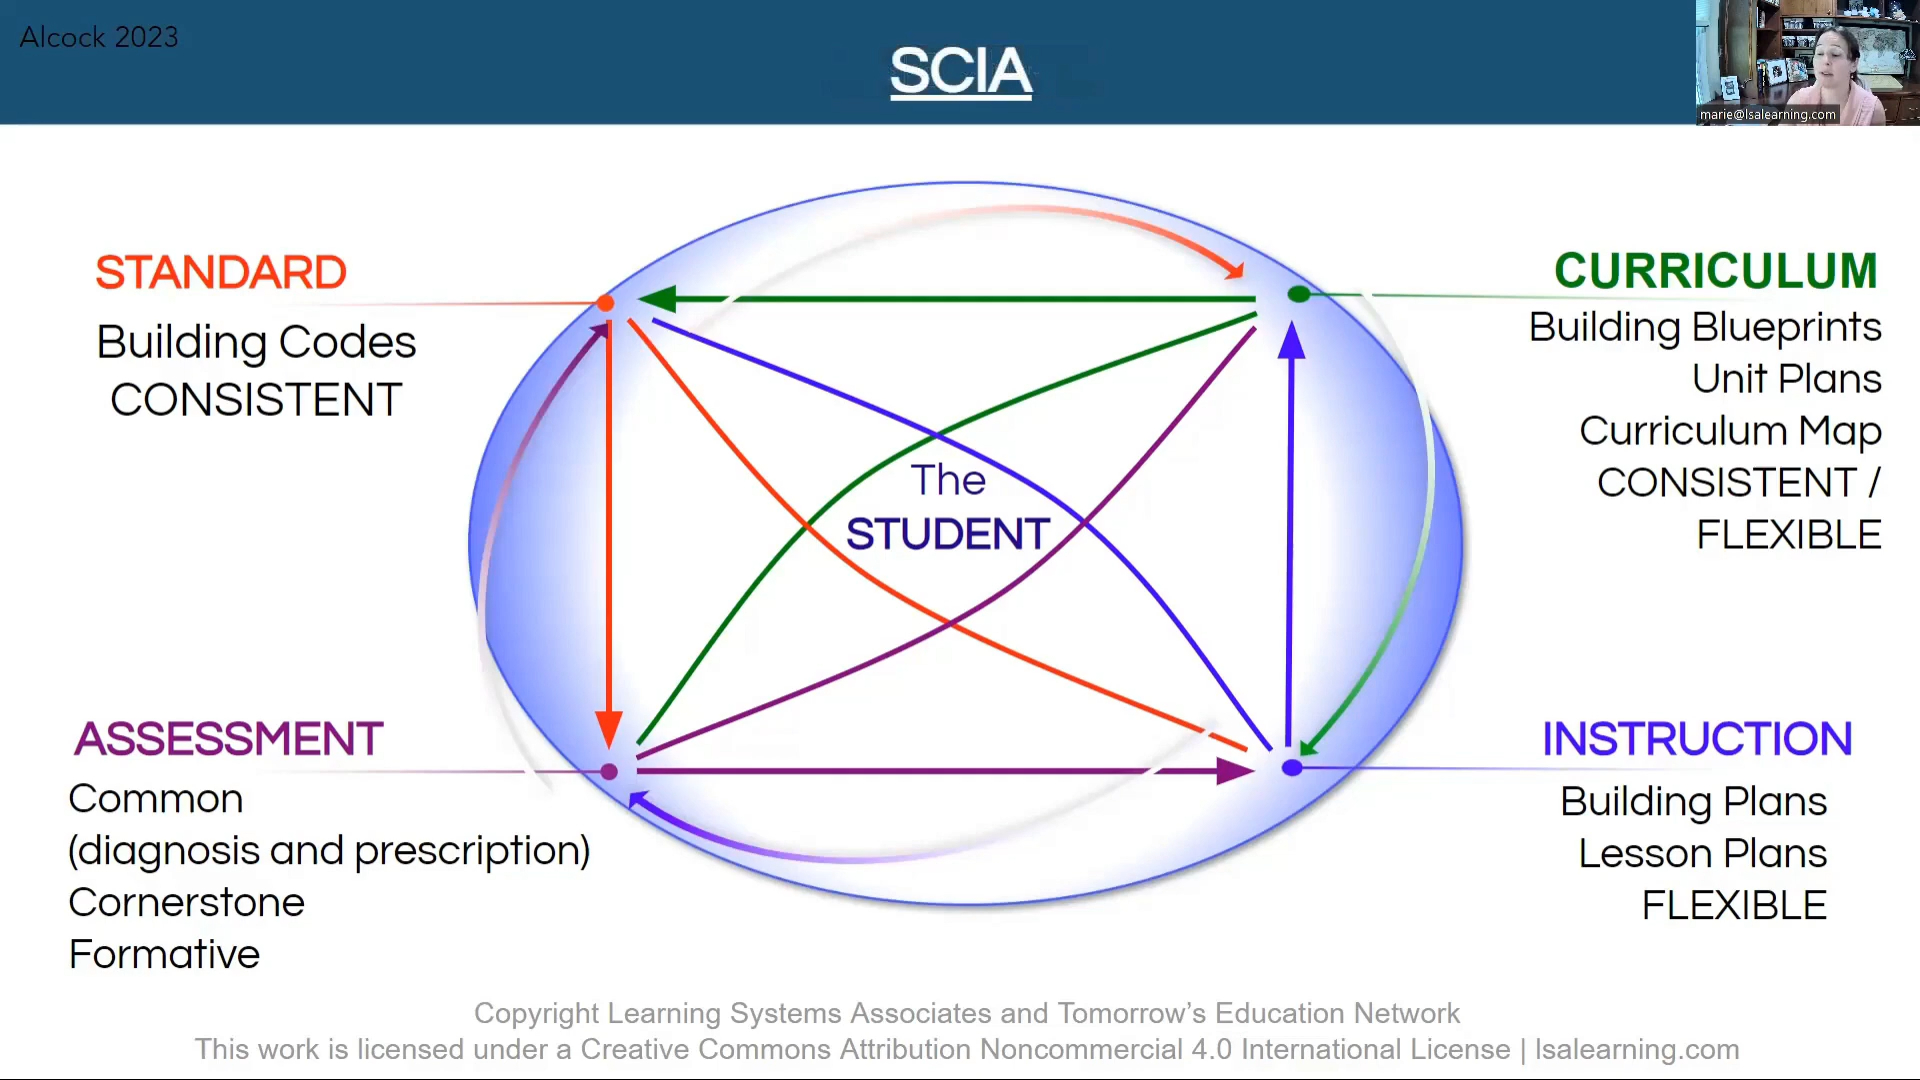 Alcock 2023
SCIA
marie@lsalearning.com
STANDARD
Building Codes
CONSISTENT
CURRICULUM
Building Blueprints
Unit Plans
Curriculum Map
CONSISTENT /
FLEXIBLE
The
STUDENT
ASSESSMENT
Common
(diagnosis and prescription)
Cornerstone
Formative
INSTRUCTION
Building Plans
Lesson Plans
FLEXIBLE
Copyright Learning Systems Associates and Tomorrow’s Education Network
This work is licensed under a Creative Commons Attribution Noncommercial 4.0 International License | lsalearning.com